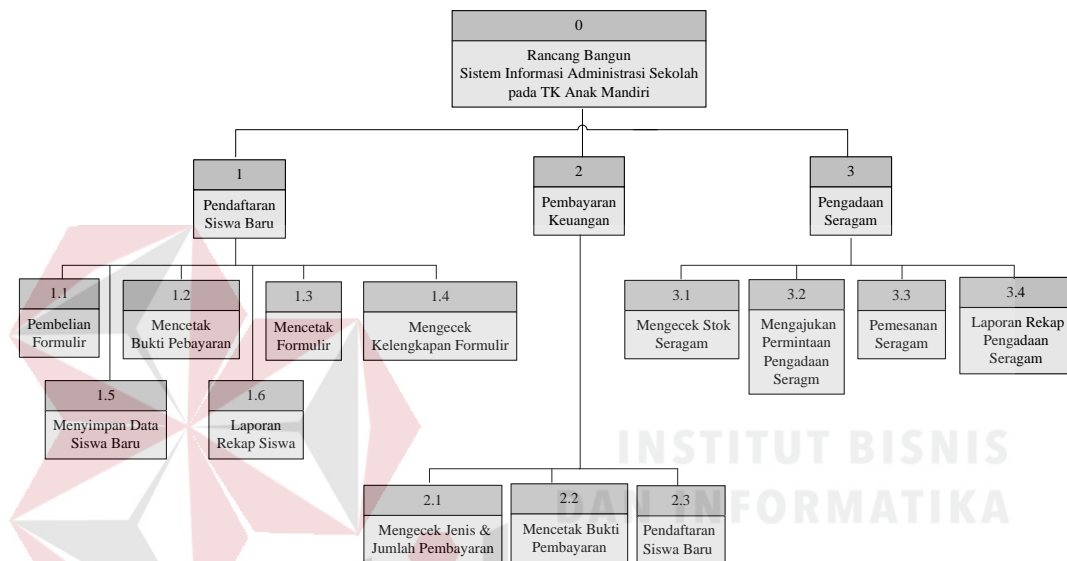 0
Rancang Bangun
Sistem Informasi Administrasi Sekolah
pada TK Anak Mandiri
1
Pendaftaran
Siswa Baru
2
Pembayaran
Keuangan
3
Pengadaan
Seragam
1.1
Pembelian
Formulir
1.2
Mencetak
Bukti Pebayaran
1.3
Mencetak
Formulir
1.4
Mengecek
Kelengkapan Formulir
3.1
Mengecek Stok
Seragam
3.2
Mengajukan
Permintaan
Pengadaan
Seragm
3.3
Pemesanan
Seragam
3.4
Laporan Rekap
Pengadaan
Seragam
1.5
Menyimpan Data
Siswa Baru
1.6
Laporan
Rekap Siswa
INSTITUT BISNIS
DAN INFORMATIKA
2.1
Mengecek Jenis &
Jumlah Pembayaran
2.2
Mencetak Bukti
Pembayaran
2.3
Pendaftaran
Siswa Baru